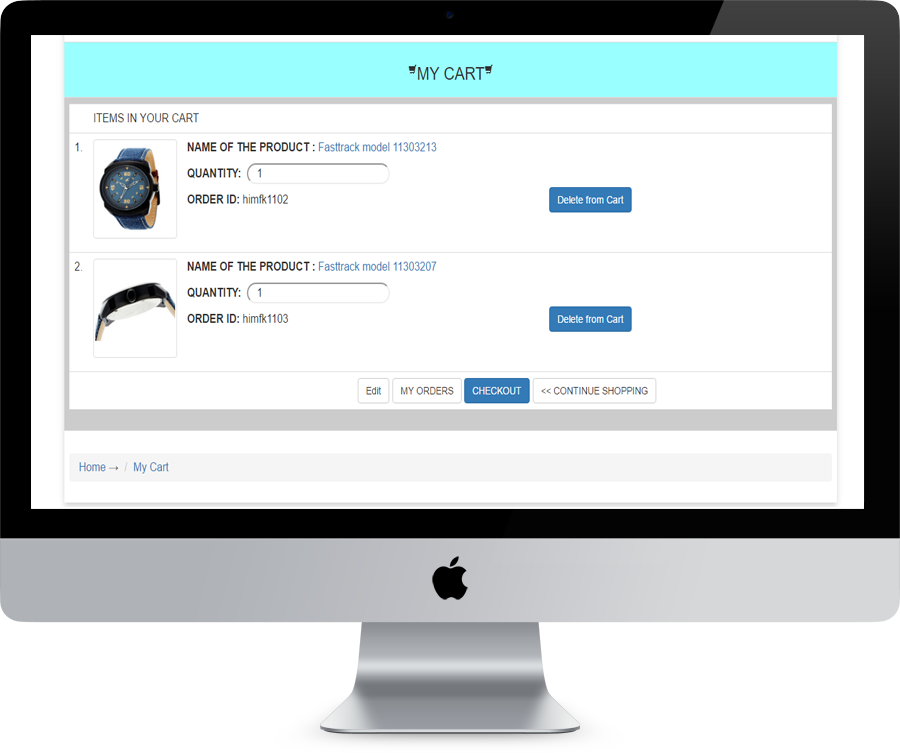 MY CART
ITEMS IN YOUR CART
1.
NAME OF THE PRODUCT : Fasttrack model 11303213
QUANTITY: 1
ORDER ID: himfk1102
Delete from Cart
2.
NAME OF THE PRODUCT : Fasttrack model 11303207
QUANTITY: 1
ORDER ID: himfk1103
Delete from Cart
Edit MY ORDERS CHECKOUT << CONTINUE SHOPPING
Home → / My Cart